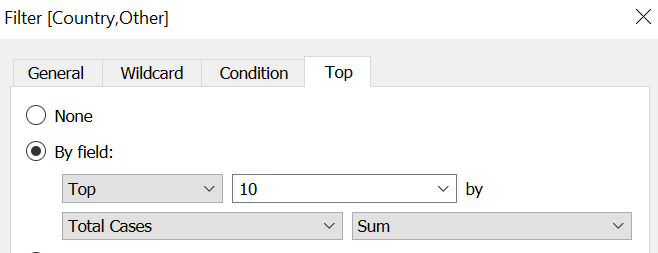 Filter [Country,Other]
General Wildcard Condition Top
None
By field:
Top 10 by
Total Cases Sum